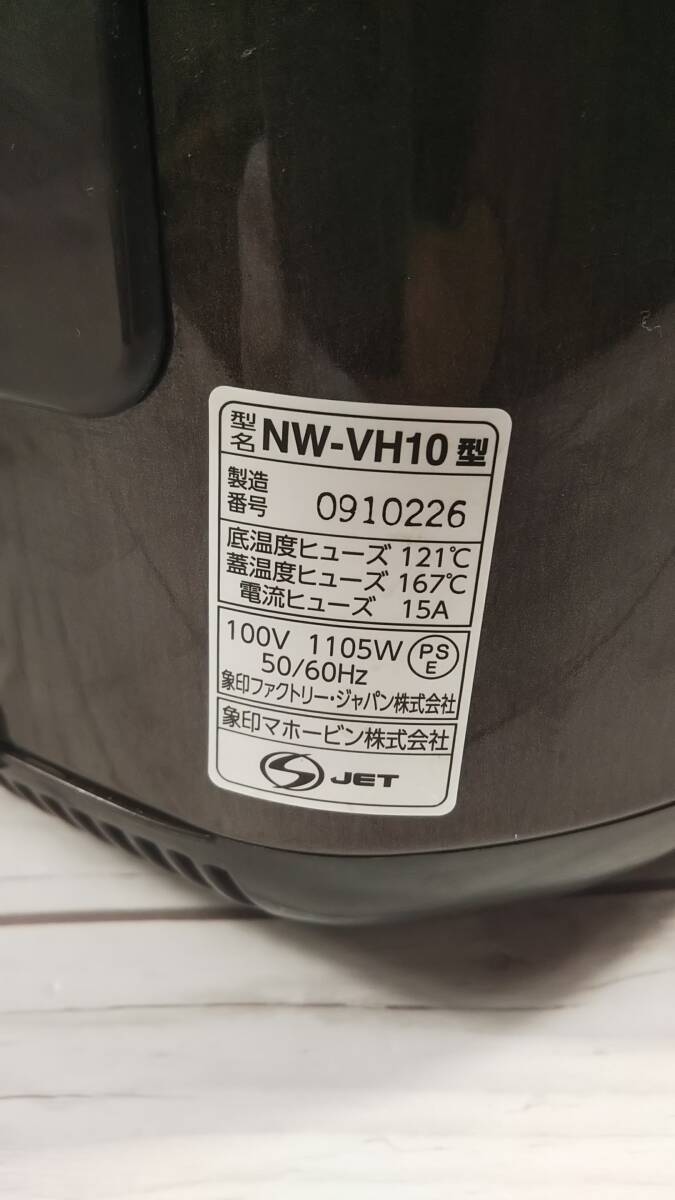 型名 NW-VH10型
製造番号 0910226
底温度ヒューズ 121℃
蓋温度ヒューズ 167℃
電流ヒューズ 15A
100V 1105W PSE
50/60Hz
象印ファクトリー・ジャパン株式会社
象印マホービン株式会社
S JET